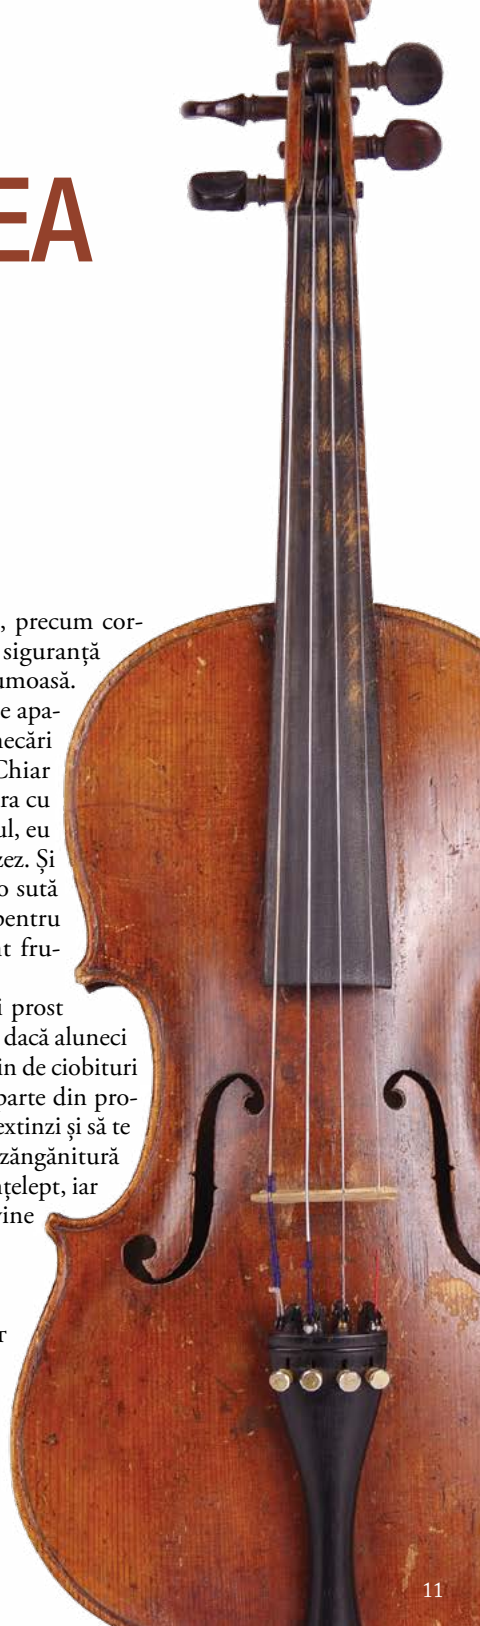 EA
, precum cor-
siguranță
umoasă.
e apa-
necări
Chiar
ra cu
ul, eu
zez. Și
o sută
pentru
nt fru-
i prost
dacă aluneci
in de ciobituri
parte din pro-
extinzi și să te
zăngănitură
nțelept, iar
vine
r
11